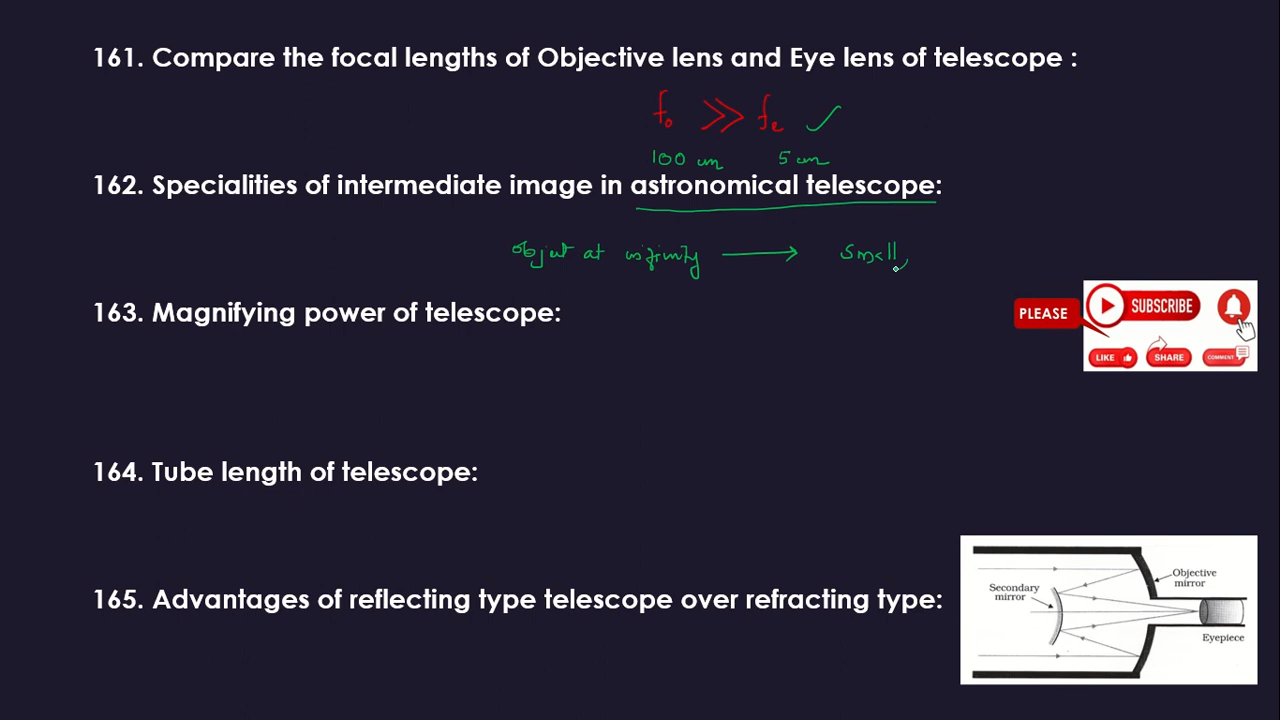 161. Compare the focal lengths of Objective lens and Eye lens of telescope :
fo >> fe ✓
100 cm 5 cm
162. Specialities of intermediate image in astronomical telescope:
Object at infinity → Small,
163. Magnifying power of telescope:
PLEASE SUBSCRIBE
LIKE SHARE COMMENT
164. Tube length of telescope:
165. Advantages of reflecting type telescope over refracting type:
Secondary
mirror
Objective
mirror
Eyepiece